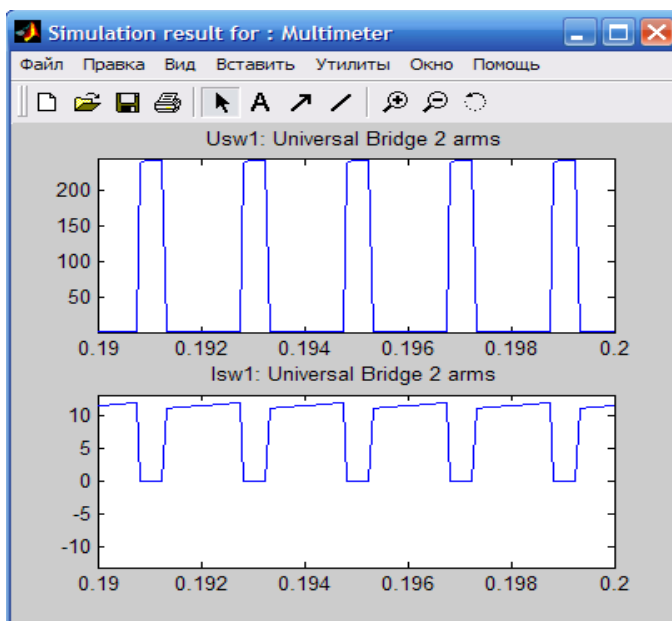 Simulation result for : Multimeter
Файл Правка Вид Вставить Утилиты Окно Помощь
A
Usw1: Universal Bridge 2 arms
200
150
100
50
0.19 0.192 0.194 0.196 0.198 0.2
Isw1: Universal Bridge 2 arms
10
5
0
-5
-10
0.19 0.192 0.194 0.196 0.198 0.2